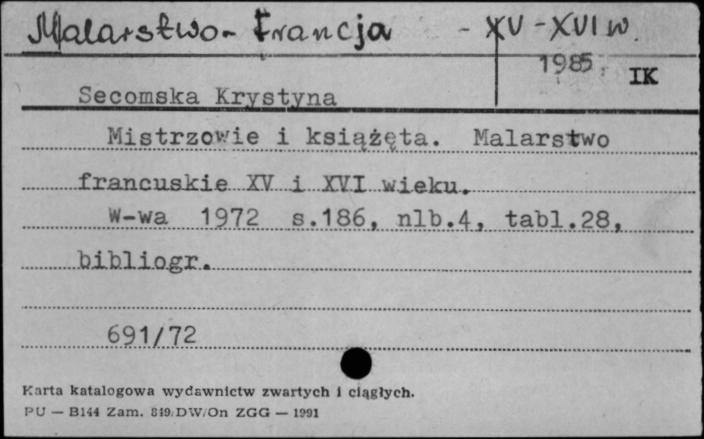 Malarstwo - Francja - XV - XVI w.
1985 IK
Secomska Krystyna
Mistrzowie i książęta. Malarstwo
francuskie XV i XVI wieku.
W-wa 1972 s.186, nlb.4, tabl.28,
bibliogr.
691/72
Karta katalogowa wydawnictw zwartych i ciągłych.
PU — B144 Zam. 849/DW/On ZGG — 1991